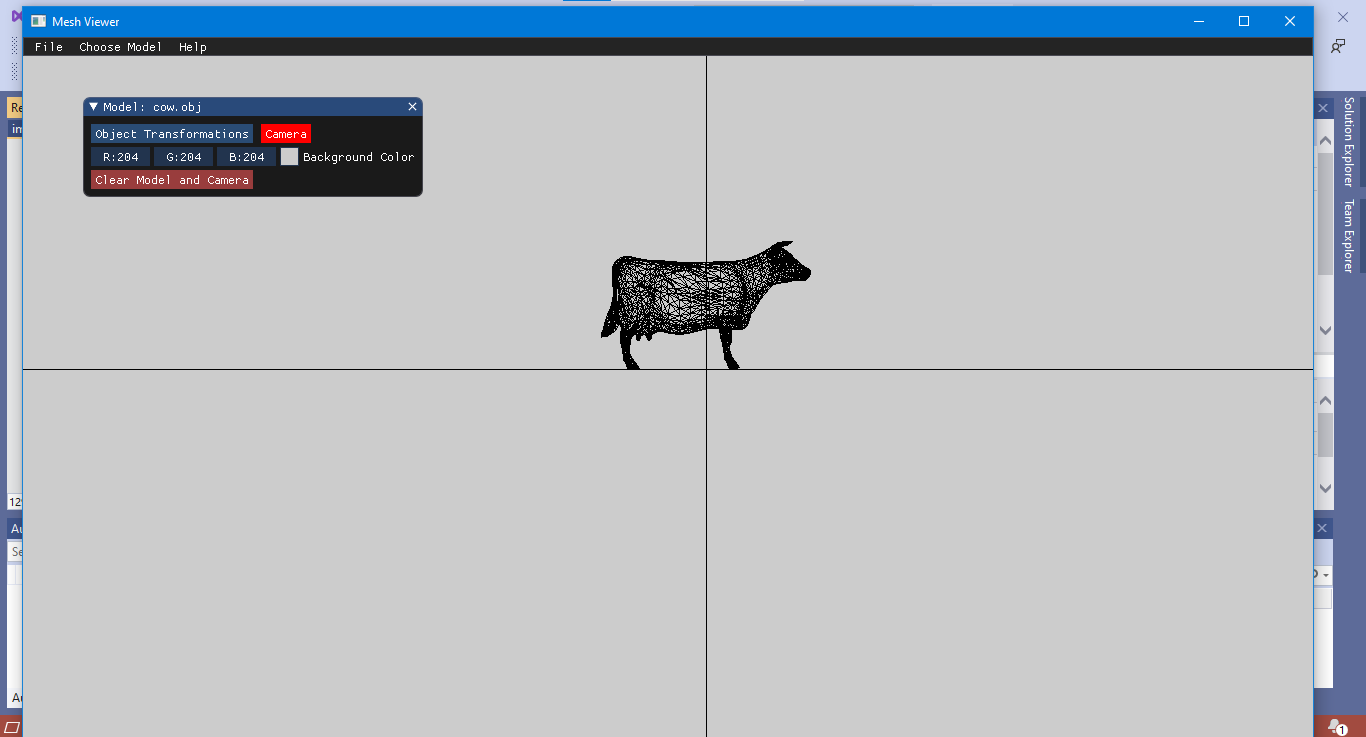 Mesh Viewer
File Choose Model Help
Model: cow.obj
Object Transformations Camera
R:204 G:204 B:204 Background Color
Clear Model and Camera
Solution Explorer
Team Explorer
1